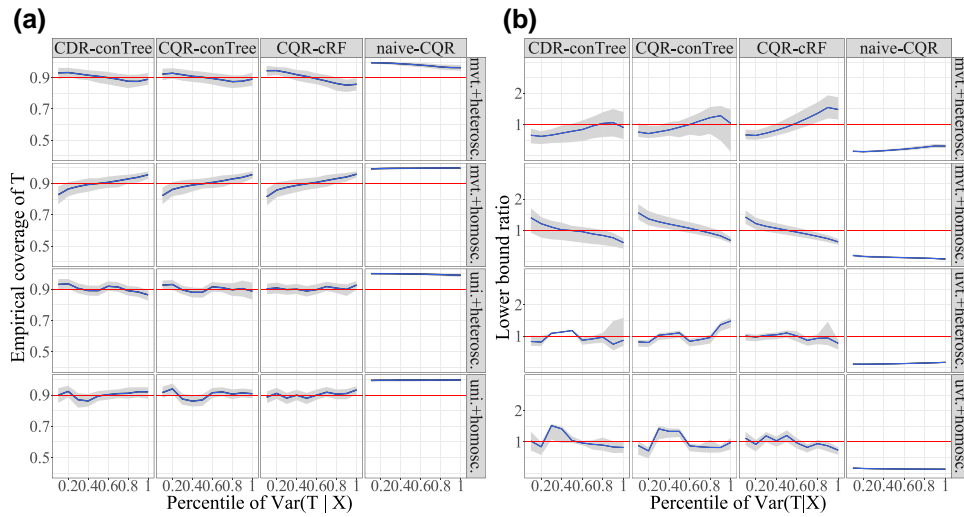 (a)
CDR-conTree CQR-conTree CQR-cRF naive-CQR
0.9
0.7
0.5
mvt.+heterosc.
0.9
0.7
0.5
mvt.+homosc.
0.9
0.7
0.5
uni.+heterosc.
0.9
0.7
0.5
uni.+homosc.
Empirical coverage of T
0.20.40.60.8 1 0.20.40.60.8 1 0.20.40.60.8 1 0.20.40.60.8 1
Percentile of Var(T | X)
(b)
CDR-conTree CQR-conTree CQR-cRF naive-CQR
2
1
mvt.+heterosc.
2
1
mvt.+homosc.
2
1
uvt.+heterosc.
2
1
uvt.+homosc.
Lower bound ratio
0.20.40.60.8 1 0.20.40.60.8 1 0.20.40.60.8 1 0.20.40.60.8 1
Percentile of Var(T|X)